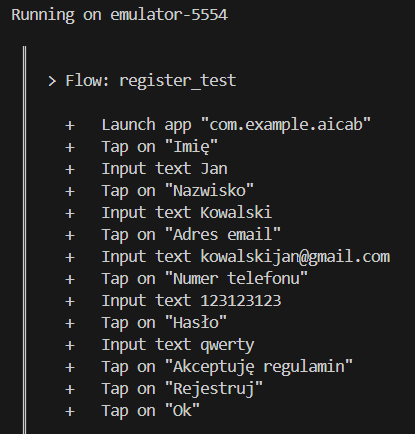 Running on emulator-5554
> Flow: register_test
+ Launch app "com.example.aicab"
+ Tap on "Imię"
+ Input text Jan
+ Tap on "Nazwisko"
+ Input text Kowalski
+ Tap on "Adres email"
+ Input text kowalskijan@gmail.com
+ Tap on "Numer telefonu"
+ Input text 123123123
+ Tap on "Hasło"
+ Input text qwerty
+ Tap on "Akceptuję regulamin"
+ Tap on "Rejestruj"
+ Tap on "Ok"